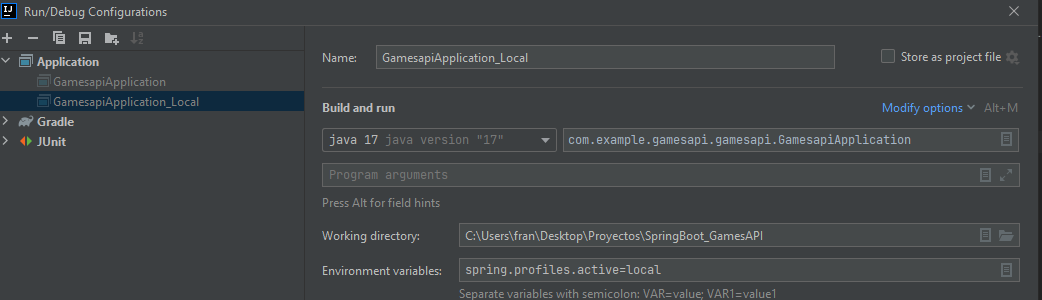 IJ Run/Debug Configurations
Application
GamesapiApplication
GamesapiApplication_Local
Gradle
JUnit
Name: GamesapiApplication_Local Store as project file
Build and run Modify options Alt+M
java 17 java version "17" com.example.gamesapi.gamesapi.GamesapiApplication
Program arguments
Press Alt for field hints
Working directory: C:\Users\fran\Desktop\Proyectos\SpringBoot_GamesAPI
Environment variables: spring.profiles.active=local
Separate variables with semicolon: VAR=value; VAR1=value1